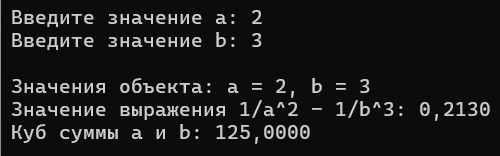 Введите значение a: 2
Введите значение b: 3
Значения объекта: a = 2, b = 3
Значение выражения 1/a^2 - 1/b^3: 0,2130
Куб суммы a и b: 125,0000